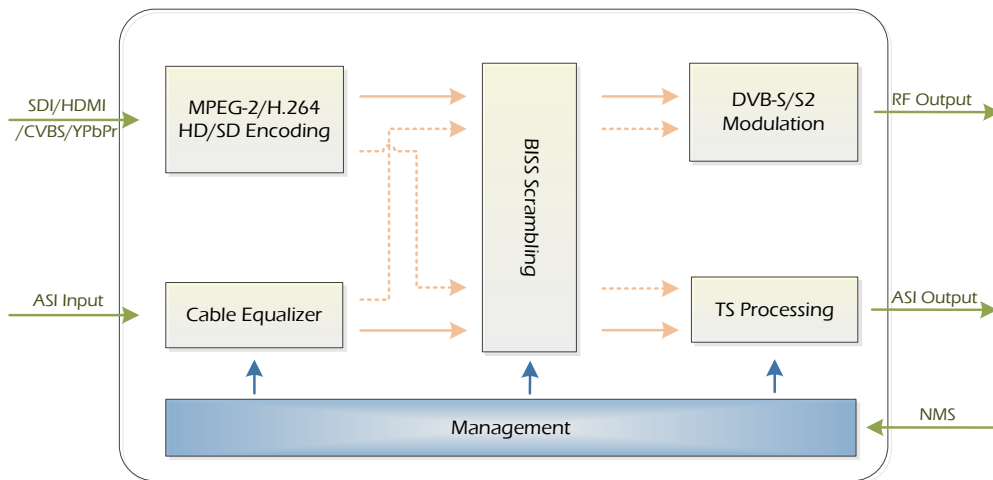 SDI/HDMI
/CVBS/YPbPr
MPEG-2/H.264
HD/SD Encoding
BISS Scrambling
DVB-S/S2
Modulation
RF Output
ASI Input
Cable Equalizer
TS Processing
ASI Output
Management
NMS